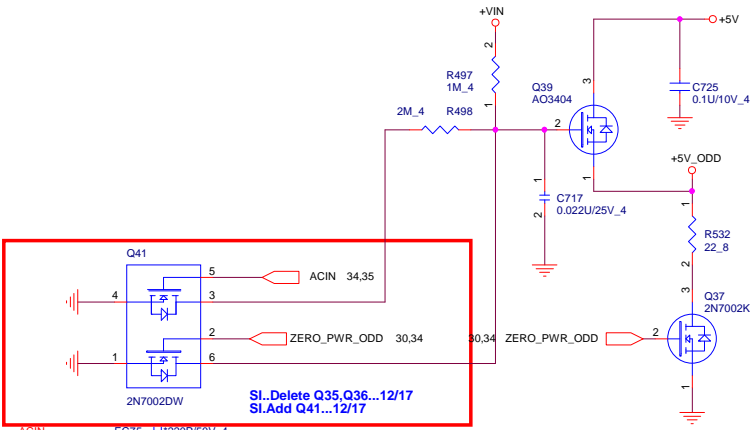 +VIN
+5V
2
R497
1M_4
1
Q39
AO3404
3
C725
0.1U/10V_4
2M_4 R498
2
+5V_ODD
1
1
C717
0.022U/25V_4
2
1
R532
22_8
2
Q41
5
ACIN 34,35
4
3
3
Q37
2N7002K
2
ZERO_PWR_ODD 30,34
30,34 ZERO_PWR_ODD
2
1
6
1
2N7002DW
SI..Delete Q35,Q36...12/17
SI.Add Q41...12/17